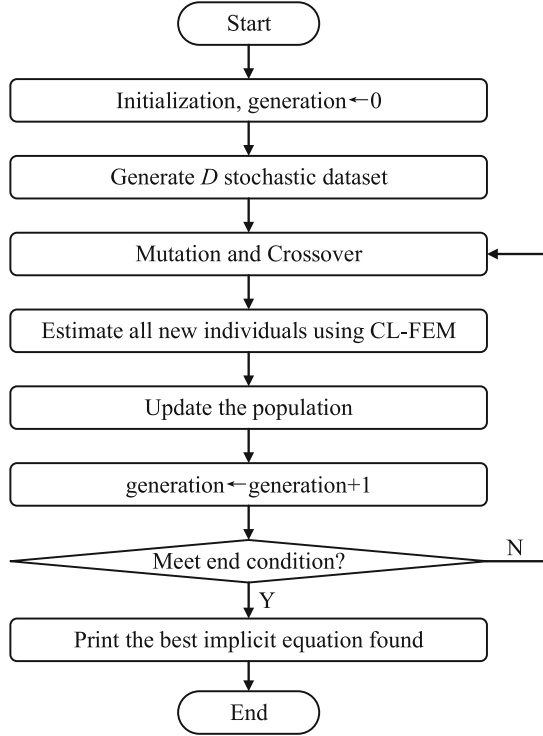 Start
Initialization, generation←0
Generate D stochastic dataset
Mutation and Crossover
Estimate all new individuals using CL-FEM
Update the population
generation←generation+1
Meet end condition?
N
Y
Print the best implicit equation found
End